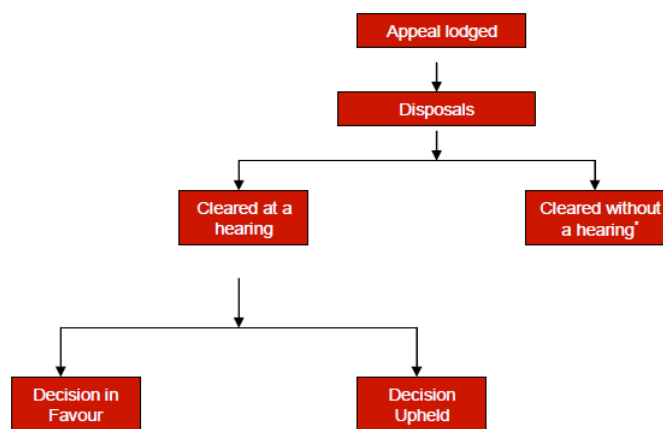 Appeal lodged
Disposals
Cleared at a
hearing
Cleared without
a hearing*
Decision in
Favour
Decision
Upheld